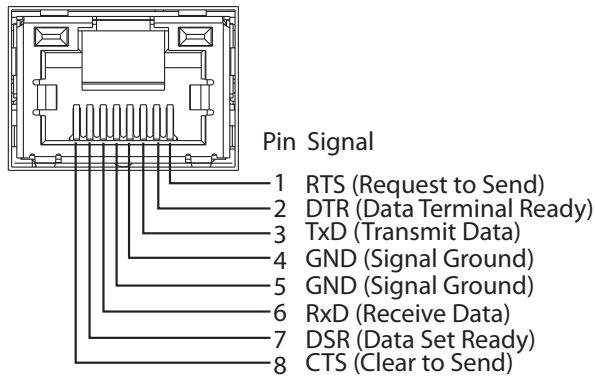 Pin Signal
1 RTS (Request to Send)
2 DTR (Data Terminal Ready)
3 TxD (Transmit Data)
4 GND (Signal Ground)
5 GND (Signal Ground)
6 RxD (Receive Data)
7 DSR (Data Set Ready)
8 CTS (Clear to Send)